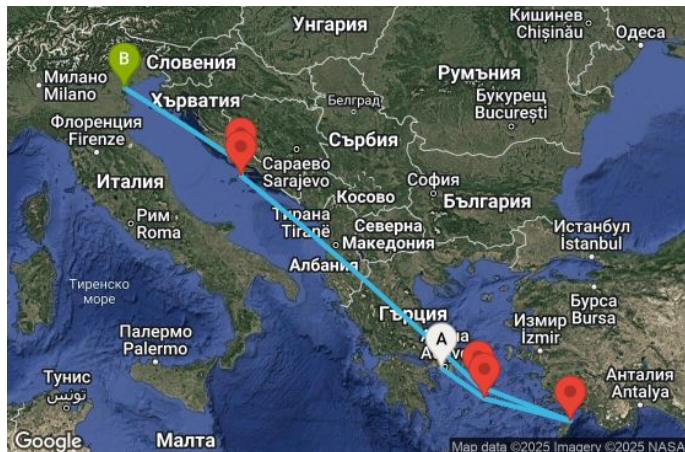 Унгария
Кишинев
Chișinău
Одеса
Словения
Милано
Milano
B
Румъния
Хърватия
Белград
Букурещ
București
Флоренция
Firenze
Сърбия
Сараево
Sarajevo
Италия
София
Косово
България
Рим
Roma
Тирана
Tiranë
Северна
Македония
Истанбул
İstanbul
Албания
Тиренско
море
Бурса
Bursa
Гърция
Палермо
Palermo
A
Измир
İzmir
Тунис
تونس
Анталия
Antalya
Малта
Google
Map data ©2025 Imagery ©2025 NASA